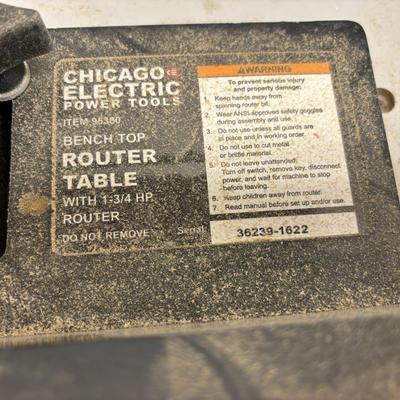 CHICAGO
ELECTRIC
POWER TOOLS
ITEM 95380
BENCH TOP
ROUTER
TABLE
WITH 1-3/4 HP
ROUTER
DO NOT REMOVE
Serial:
36239-1622
WARNING
To prevent serious injury
and property damage:
1. Keep hands away from
spinning router bit.
2. Wear ANSI-approved safety goggles
during assembly and use.
3. Do not use unless all guards are
in place and in working order.
4. Do not use to cut metal
or brittle material.
5. Do not leave unattended.
Turn off switch, remove key, disconnect
power, and wait for machine to stop
before leaving.
6. Keep children away from router.
7. Read manual before set up and/or use.